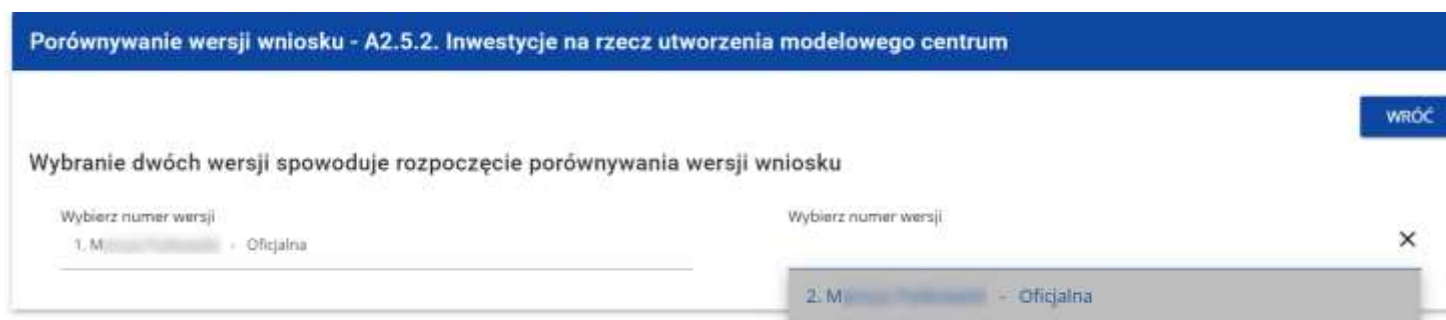 Porównywanie wersji wniosku - A2.5.2. Inwestycje na rzecz utworzenia modelowego centrum
WRÓĆ
Wybranie dwóch wersji spowoduje rozpoczęcie porównywania wersji wniosku
Wybierz numer wersji
1. M - Oficjalna
Wybierz numer wersji
2. M - Oficjalna